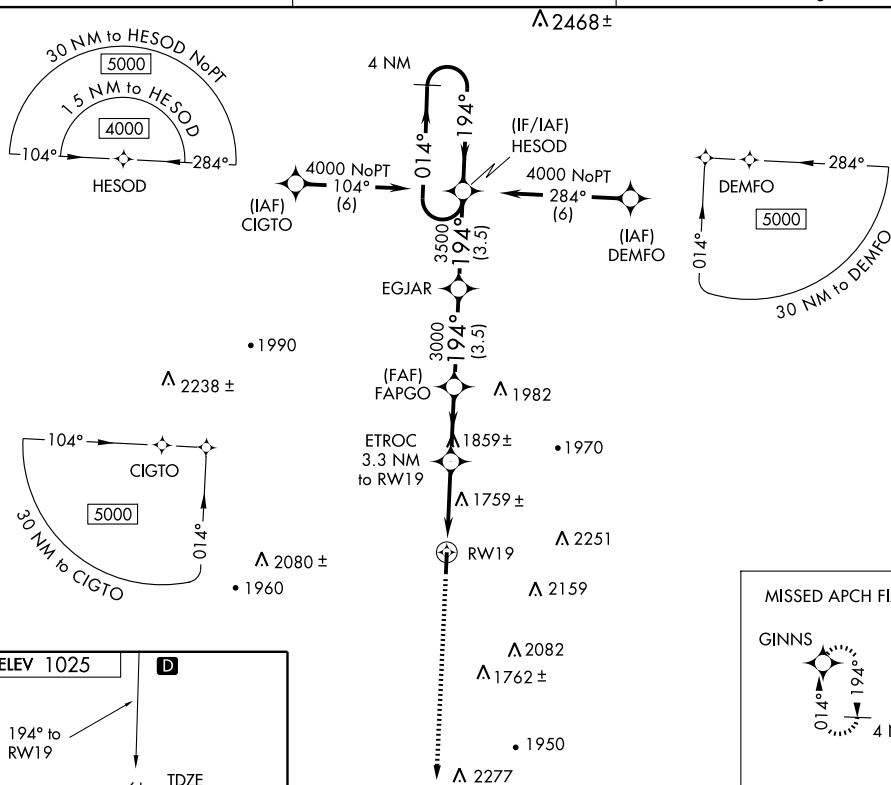 2468 ±
30 NM to HESOD NoPT
5000
15 NM to HESOD
4000
104°
284°
HESOD
4 NM
014°
194°
(IF/IAF)
HESOD
4000 NoPT
104°
(6)
(IAF)
CIGTO
4000 NoPT
284°
(6)
(IAF)
DEMFO
DEMFO
284°
5000
014°
30 NM to DEMFO
3500
194°
(3.5)
EGJAR
3000
194°
(3.5)
1990
2238 ±
(FAF)
FAPGO
1982
ETROC
3.3 NM
to RW19
1859 ±
1970
1759 ±
104°
CIGTO
5000
014°
30 NM to CIGTO
2080 ±
1960
RW19
2251
2159
2082
1762 ±
1950
2277
MISSED APCH FI
GINNS
014°
194°
4 N
ELEV 1025
D
194° to
RW19
TDZE